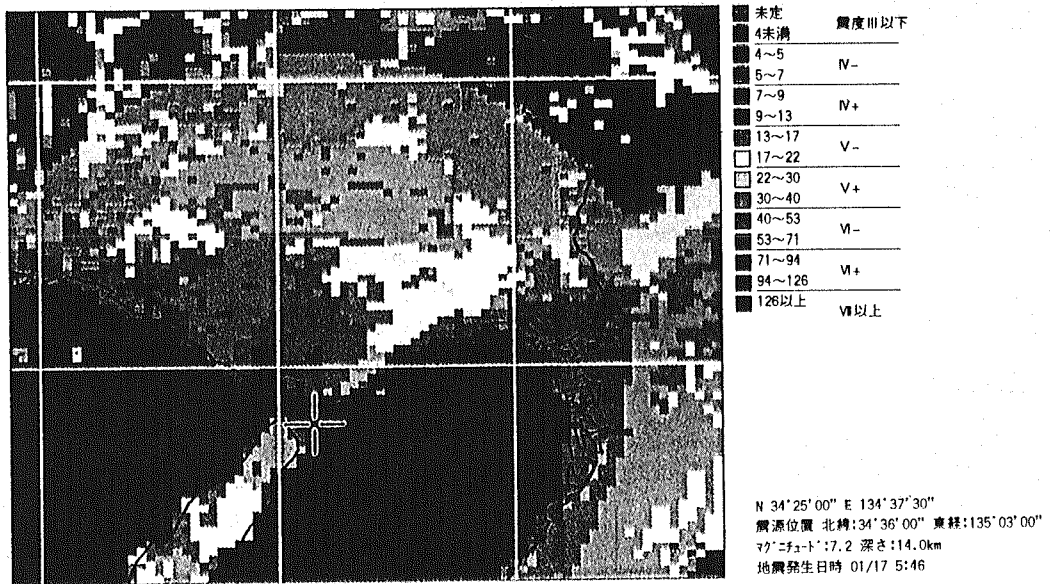 未定
4未満
震度III以下
4～5
5～7
IV-
7～9
9～13
IV+
13～17
17～22
V-
22～30
30～40
V+
40～53
53～71
VI-
71～94
94～126
VI+
126以上
VII以上
N 34°25'00" E 134°37'30"
震源位置 北緯:34°36'00" 東経:135°03'00"
マグニチュード:7.2 深さ:14.0km
地震発生日時 01/17 5:46